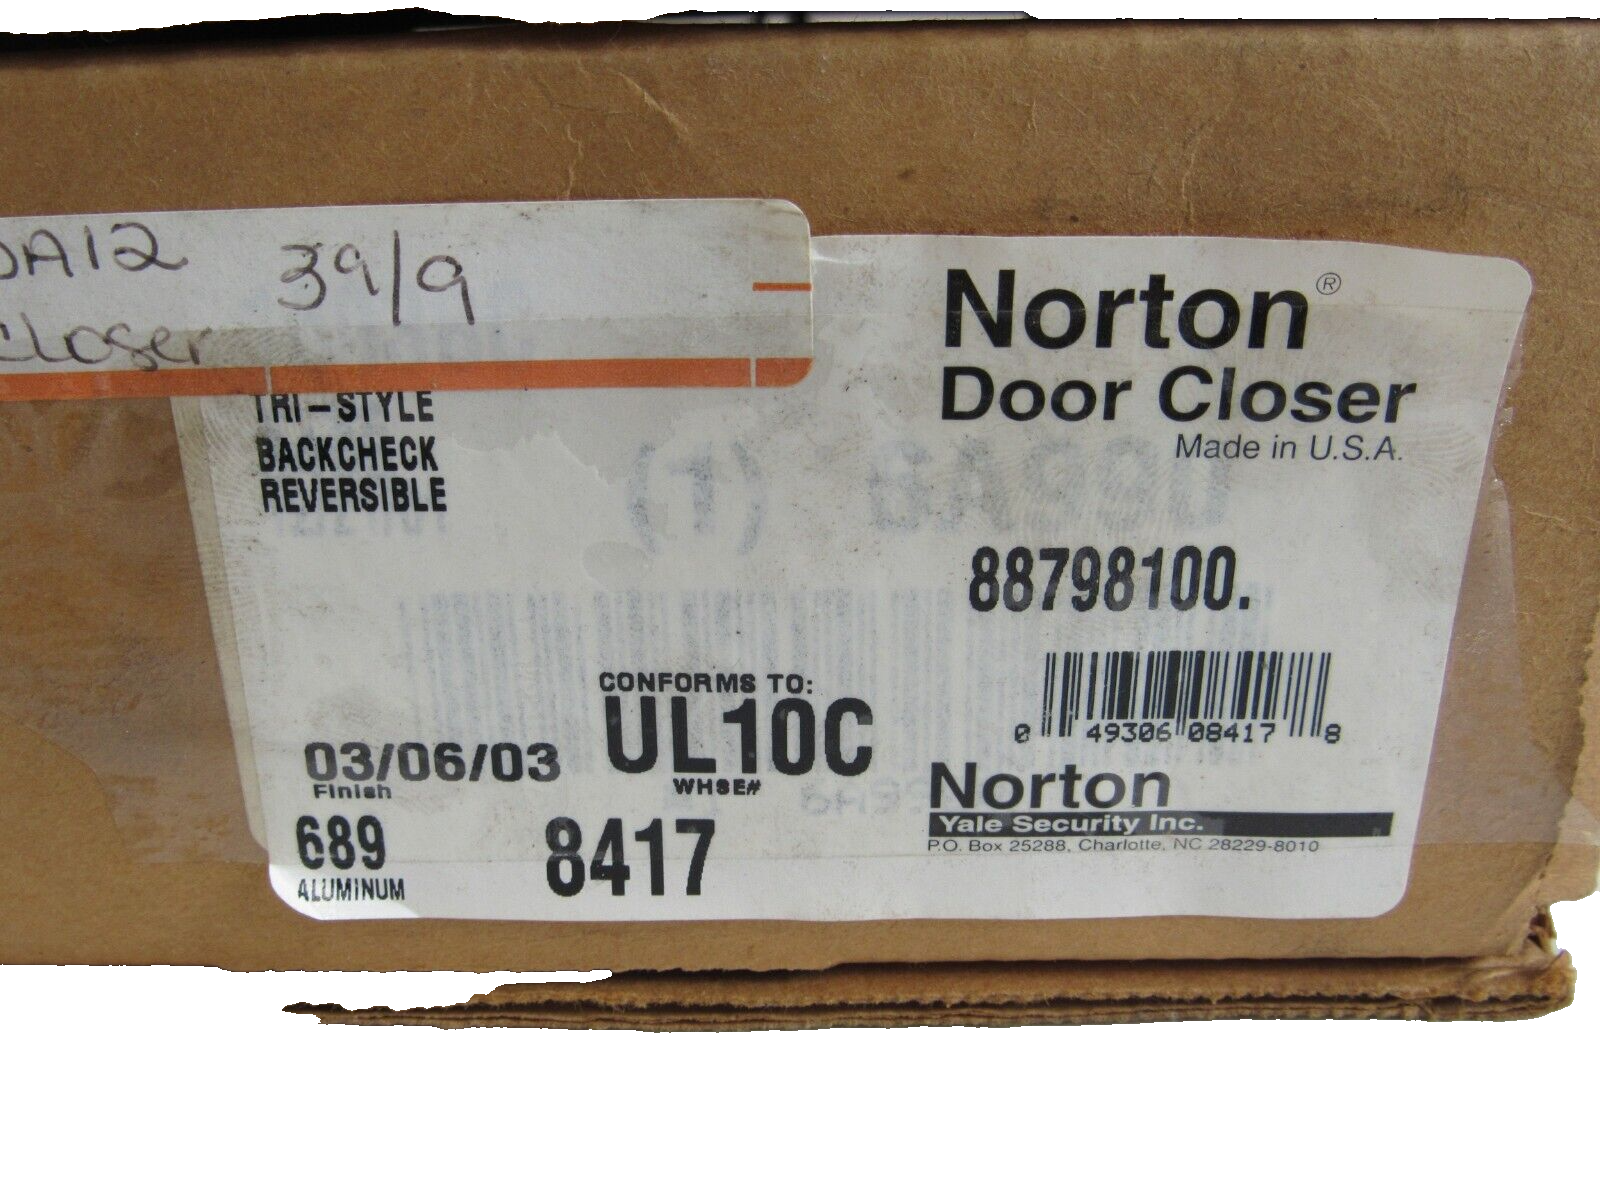 39/9
Closer
TRI-STYLE
BACKCHECK
REVERSIBLE
Norton®
Door Closer
Made in U.S.A.
88798100.
0 49306 08417 8
CONFORMS TO:
UL10C
03/06/03
Finish
WHSE#
689
8417
ALUMINUM
Norton
Yale Security Inc.
P.O. Box 25288, Charlotte, NC 28229-8010